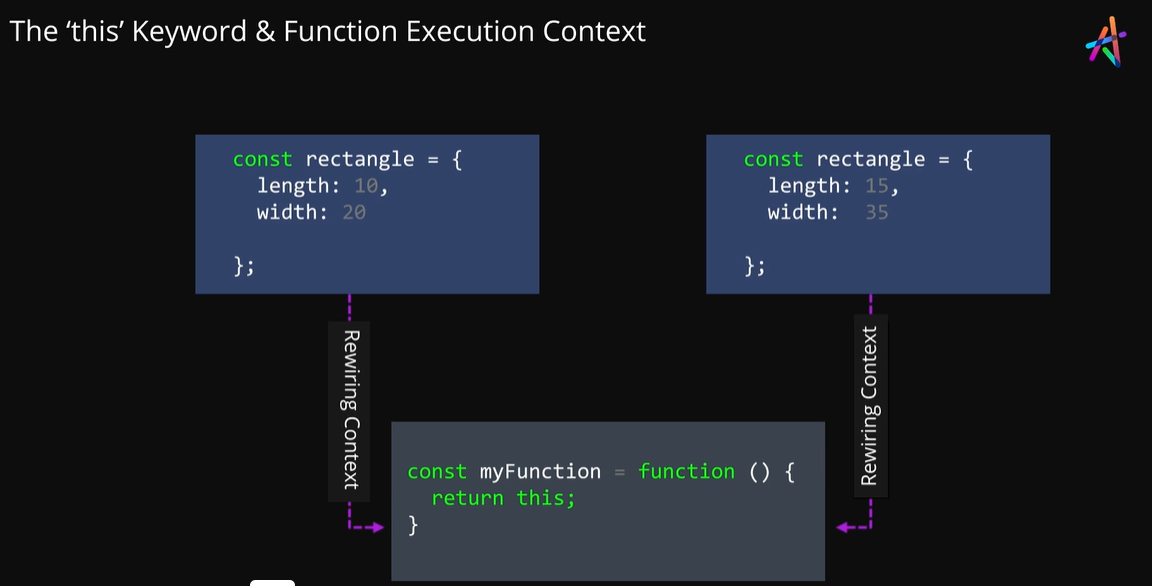 The ‘this’ Keyword & Function Execution Context
const rectangle = {
length: 10,
width: 20
};
const rectangle = {
length: 15,
width: 35
};
Rewiring Context
Rewiring Context
const myFunction = function () {
return this;
}